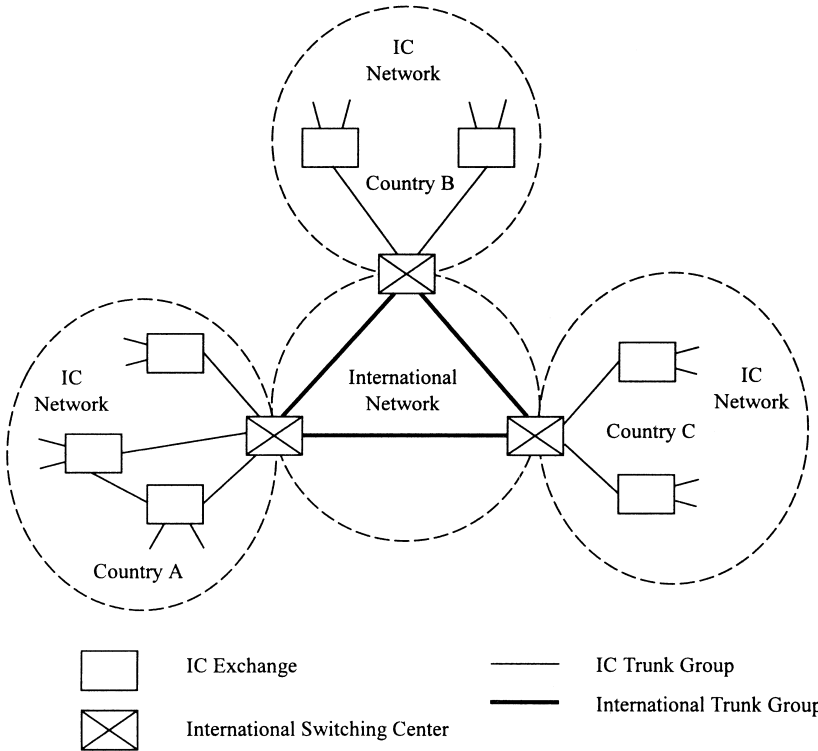 IC
Network
Country B
International
Network
IC
Network
Country A
IC
Network
Country C
IC Exchange
International Switching Center
IC Trunk Group
International Trunk Group